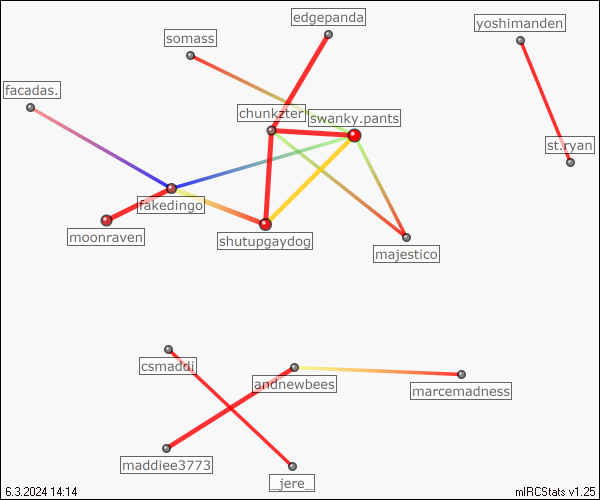 edgepanda
yoshimanden
somass
facadas.
chunkzter
swanky.pants
st.ryan
fakedingo
moonraven
shutupgaydog
majestico
csmaddi
andnewbees
marcemadness
maddiee3773
_jere_
6.3.2024 14:14
mIRCStats v1.25